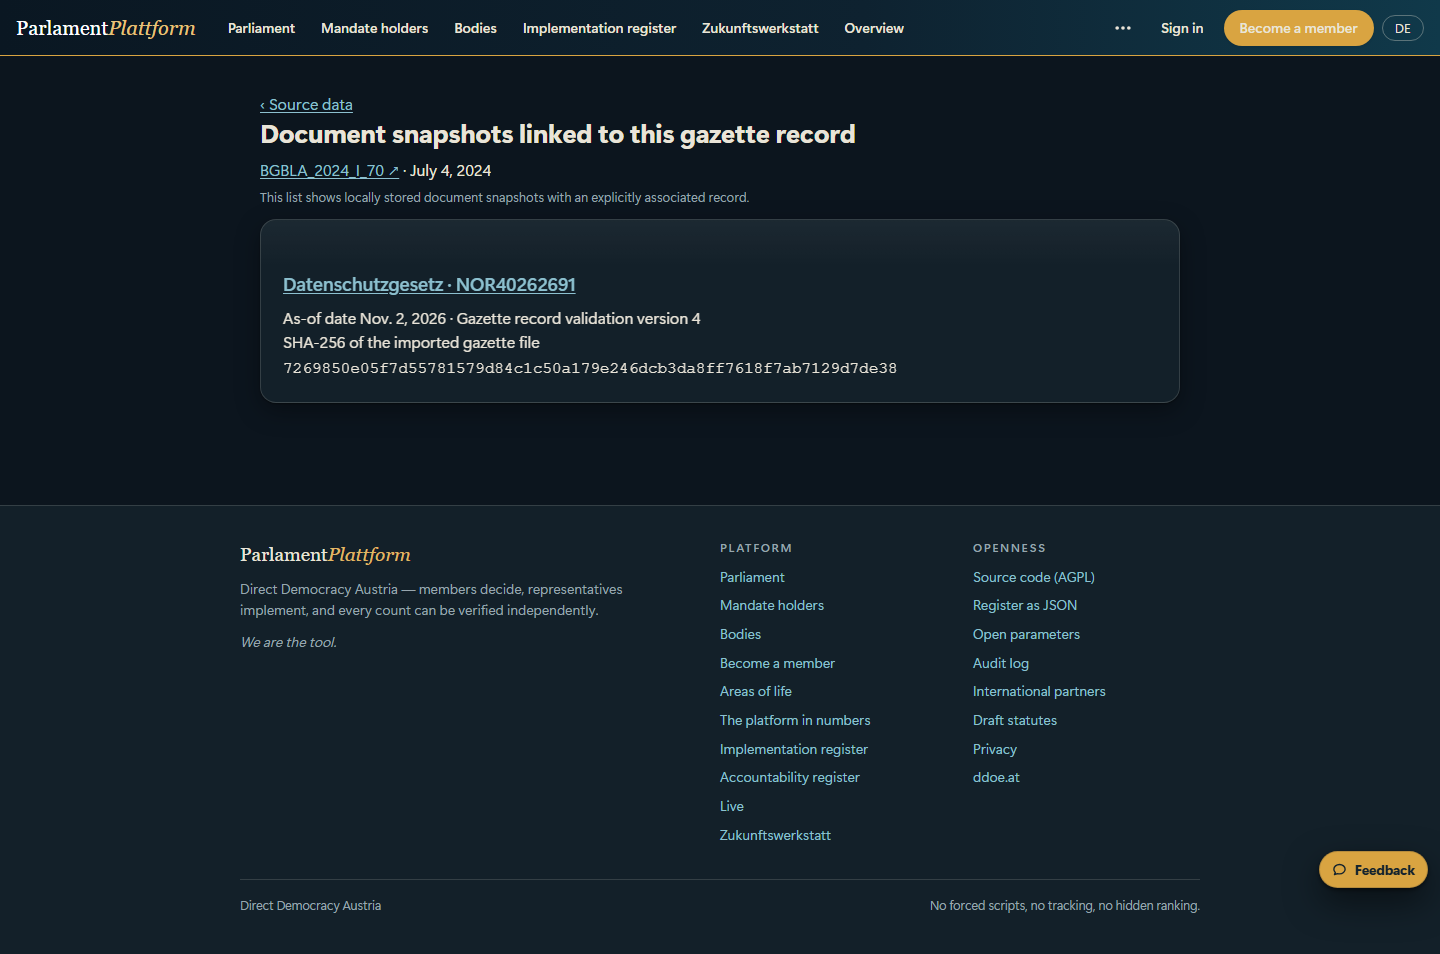 ParlamentPlattform
Parliament
Mandate holders
Bodies
Implementation register
Zukunftswerkstatt
Overview
•••
Sign in
Become a member
DE
‹ Source data
Document snapshots linked to this gazette record
BGBLA_2024_I_70 ↗ · July 4, 2024
This list shows locally stored document snapshots with an explicitly associated record.
Datenschutzgesetz · NOR40262691
As-of date Nov. 2, 2026 · Gazette record validation version 4
SHA-256 of the imported gazette file
7269850e05f7d55781579d84c1c50a179e246dcb3da8ff7618f7ab7129d7de38
ParlamentPlattform
Direct Democracy Austria — members decide, representatives
implement, and every count can be verified independently.
We are the tool.
PLATFORM
Parliament
Mandate holders
Bodies
Become a member
Areas of life
The platform in numbers
Implementation register
Accountability register
Live
Zukunftswerkstatt
OPENNESS
Source code (AGPL)
Register as JSON
Open parameters
Audit log
International partners
Draft statutes
Privacy
ddoe.at
Feedback
Direct Democracy Austria
No forced scripts, no tracking, no hidden ranking.